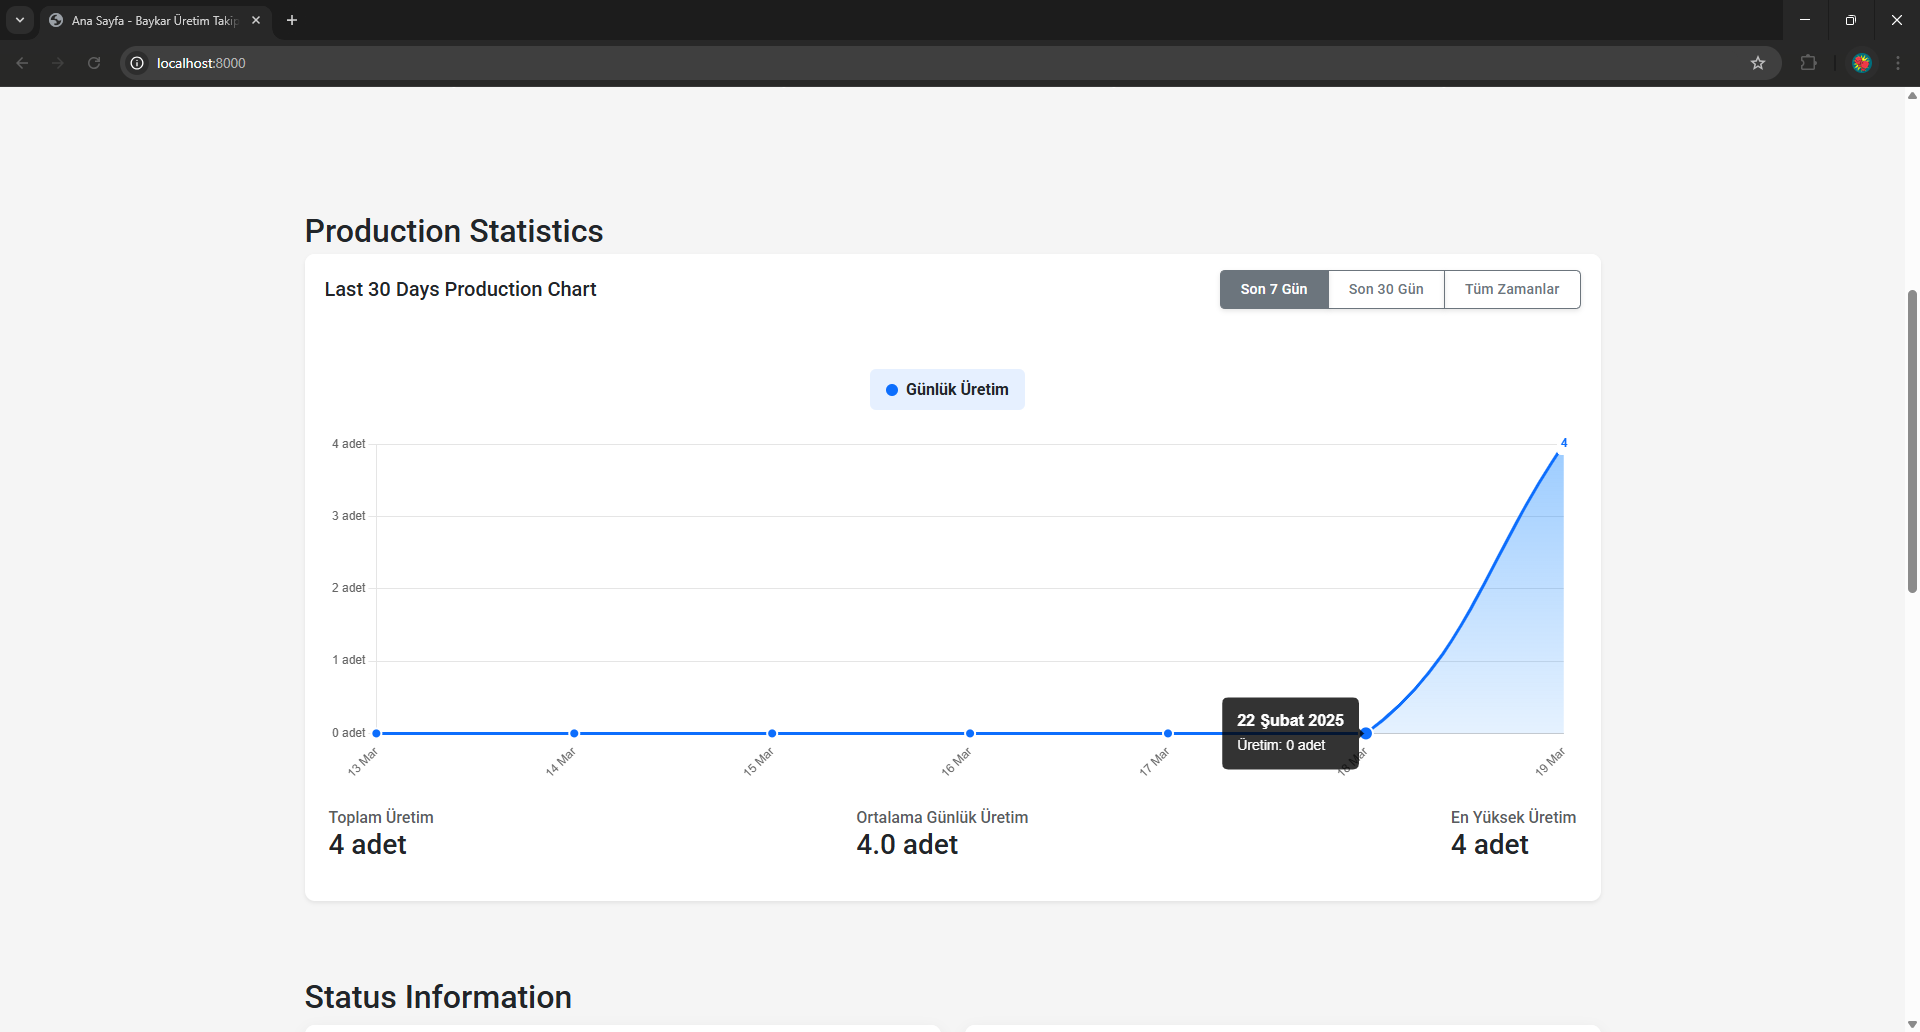 Ana Sayfa - Baykar Üretim Takip
localhost:8000
Production Statistics
Last 30 Days Production Chart
Son 7 Gün
Son 30 Gün
Tüm Zamanlar
Günlük Üretim
4 adet
3 adet
2 adet
1 adet
0 adet
4
22 Şubat 2025
Üretim: 0 adet
13 Mar
14 Mar
15 Mar
16 Mar
17 Mar
18 Mar
19 Mar
Toplam Üretim
4 adet
Ortalama Günlük Üretim
4.0 adet
En Yüksek Üretim
4 adet
Status Information